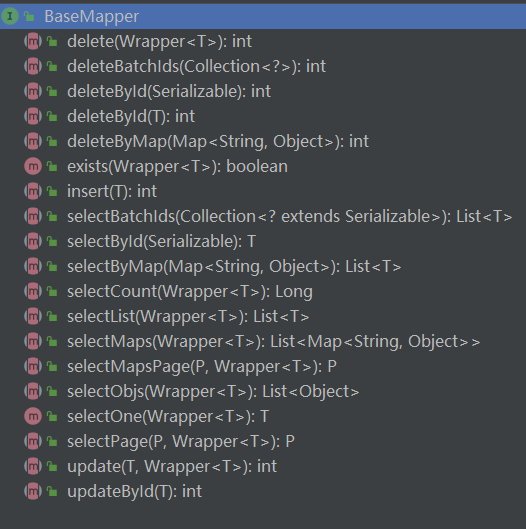 BaseMapper
delete(Wrapper<T>): int
deleteBatchIds(Collection<?>): int
deleteById(Serializable): int
deleteById(T): int
deleteByMap(Map<String, Object>): int
exists(Wrapper<T>): boolean
insert(T): int
selectBatchIds(Collection<? extends Serializable>): List<T>
selectById(Serializable): T
selectByMap(Map<String, Object>): List<T>
selectCount(Wrapper<T>): Long
selectList(Wrapper<T>): List<T>
selectMaps(Wrapper<T>): List<Map<String, Object>>
selectMapsPage(P, Wrapper<T>): P
selectObjs(Wrapper<T>): List<Object>
selectOne(Wrapper<T>): T
selectPage(P, Wrapper<T>): P
update(T, Wrapper<T>): int
updateById(T): int